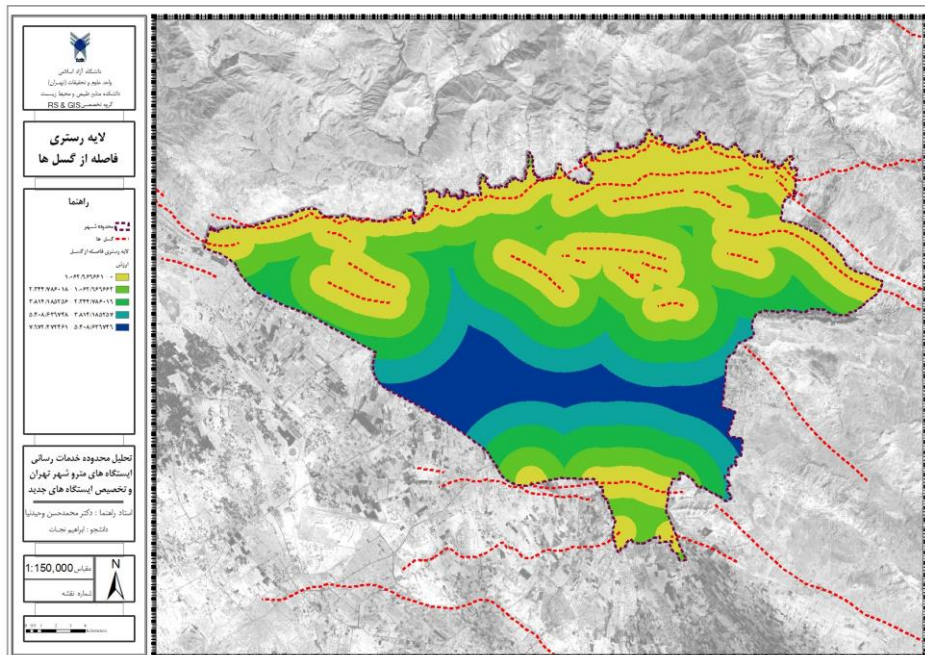 دانشگاه آزاد اسلامی
واحد علوم و تحقیقات (تهران)
دانشکده منابع طبیعی و محیط زیست
گروه تخصصی RS & GIS
لایه رستری
فاصله از گسل ها
راهنما
محدوده شهر
گسل ها
لایه رستری فاصله از گسل
ارزش
تحلیل محدوده خدمات رسانی
ایستگاه های مترو شهر تهران
و تخصیص ایستگاه های جدید
استاد راهنما : دکتر محمدحسن وحیدنیا
دانشجو : ابراهیم نجات
مقیاس 1:150,000
N
شماره نقشه